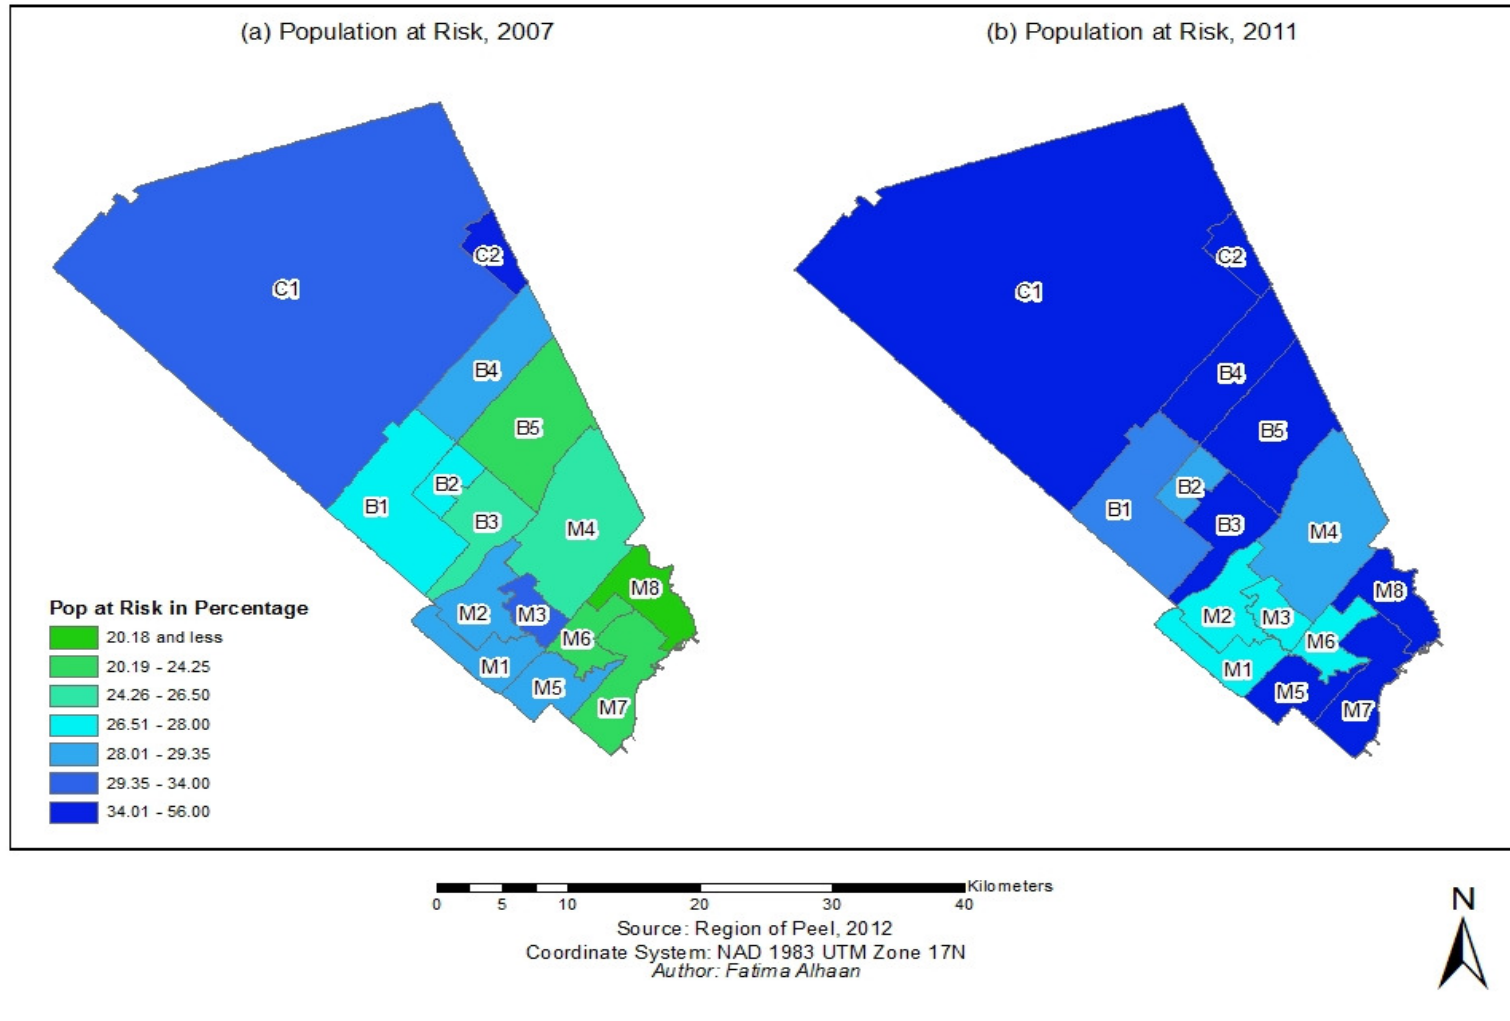 (a) Population at Risk, 2007
(b) Population at Risk, 2011
C1
C2
B4
B5
B2
B1
B3
M4
M8
M2
M3
M6
M1
M5
M7
C1
C2
B4
B5
B2
B1
B3
M4
M8
M2
M3
M6
M1
M5
M7
Pop at Risk in Percentage
20.18 and less
20.19 - 24.25
24.26 - 26.50
26.51 - 28.00
28.01 - 29.35
29.35 - 34.00
34.01 - 56.00
Kilometers
0 5 10 20 30 40
Source: Region of Peel, 2012
Coordinate System: NAD 1983 UTM Zone 17N
Author: Fatima Alhaan
N